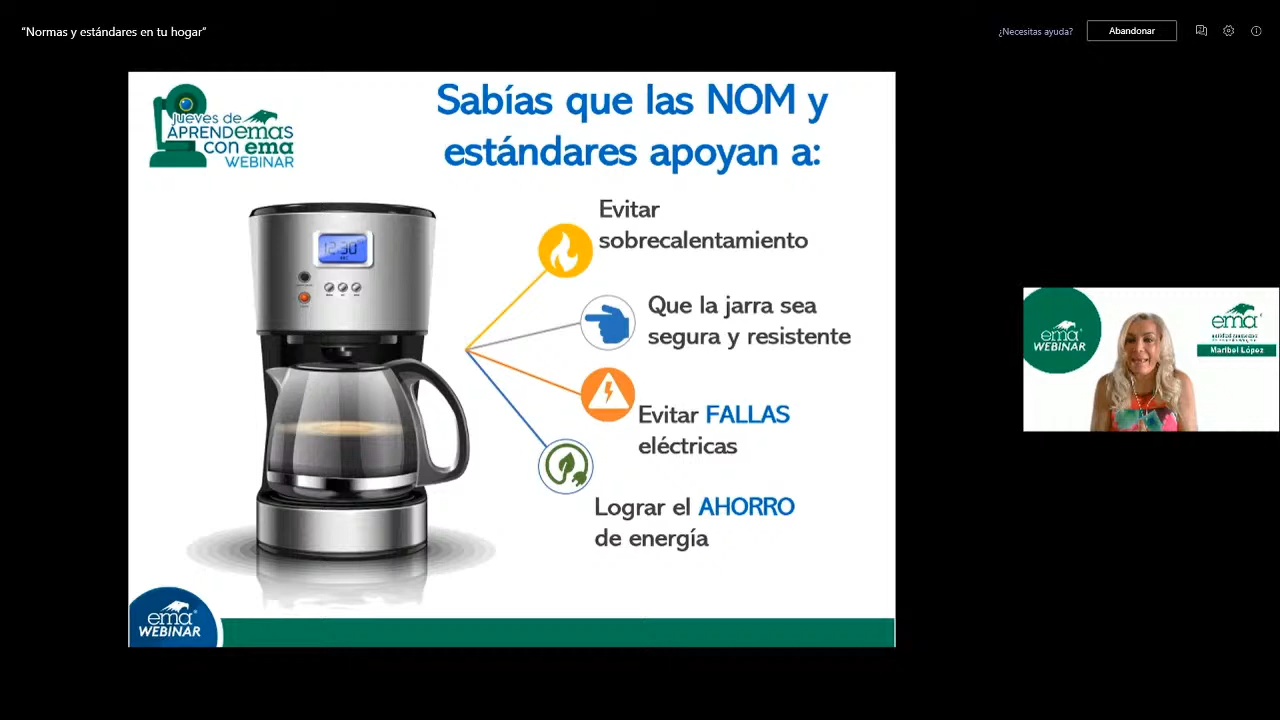 “Normas y estándares en tu hogar”
¿Necesitas ayuda?
Abandonar
Jueves de
APRENDEMAS
CON ema
WEBINAR
Sabías que las NOM y
estándares apoyan a:
12:30
Evitar
sobrecalentamiento
Que la jarra sea
segura y resistente
Evitar FALLAS
eléctricas
Lograr el AHORRO
de energía
ema
WEBINAR
ema
WEBINAR
ema
Maribel López